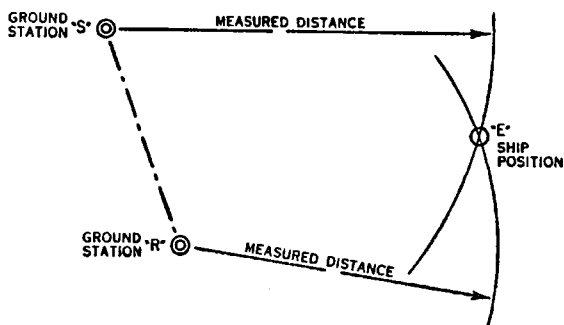 GROUND
STATION "S"
MEASURED DISTANCE
"E"
SHIP
POSITION
GROUND
STATION "R"
MEASURED DISTANCE